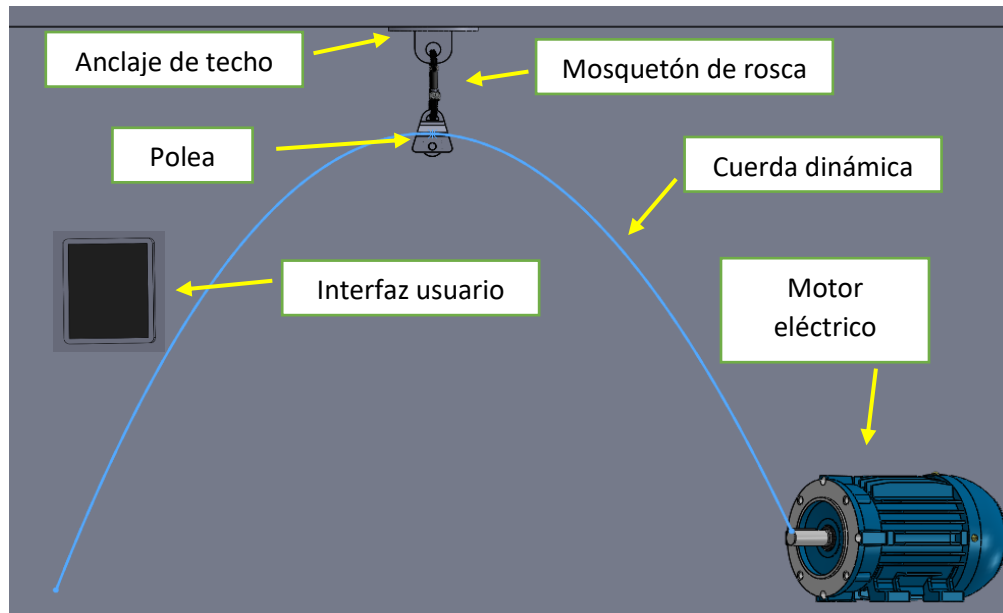 Anclaje de techo
Mosquetón de rosca
Polea
Cuerda dinámica
Interfaz usuario
Motor
eléctrico